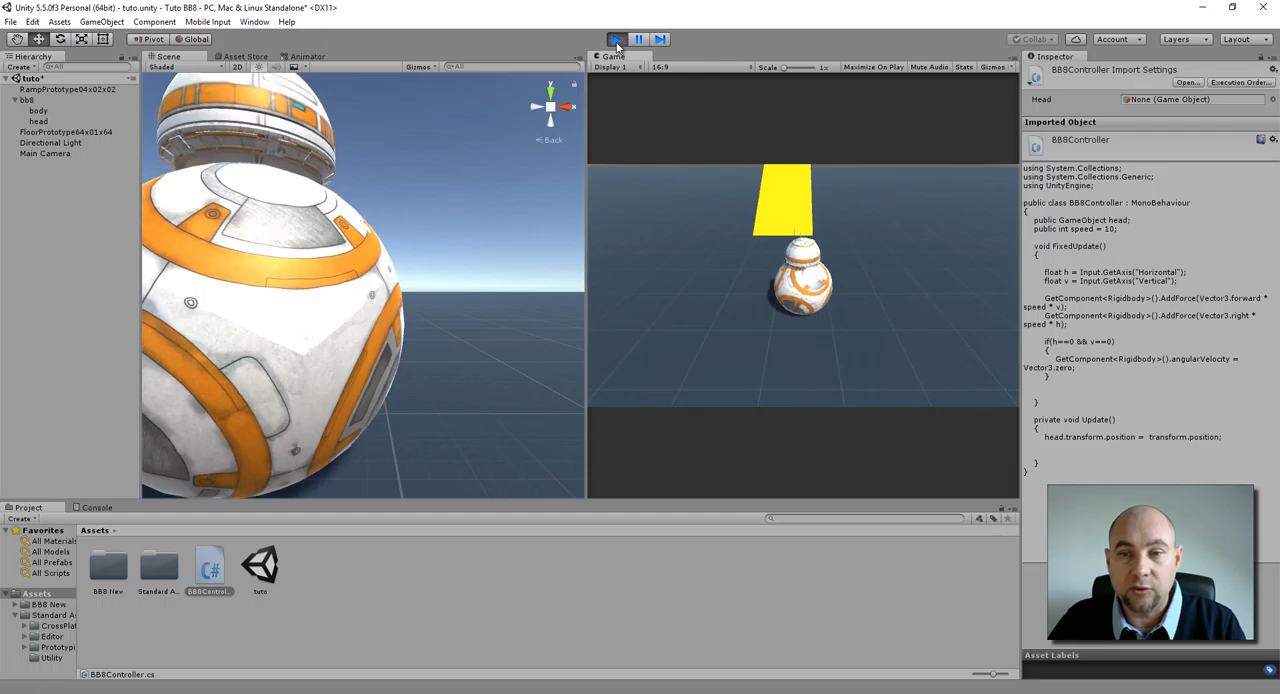 Unity 5.5.0f3 Personal (64bit) - tuto.unity - Tuto BB8 - PC, Mac & Linux Standalone* <DX11>
File Edit Assets GameObject Component Mobile Input Window Help
Pivot Global Collab Account Layers Layout
Hierarchy
Create All
tuto*
RampPrototype04x02x02
bb8
body
head
FloorPrototype64x01x64
Directional Light
Main Camera
Scene Asset Store Animator
Shaded 2D Gizmos All
y
x
Back
Game
Display 1 16:9 Scale 1x Maximize On Play Mute Audio Stats Gizmos
Inspector
BB8Controller Import Settings
Open... Execution Order...
Head None (Game Object)
Imported Object
BB8Controller
using System.Collections;
using System.Collections.Generic;
using UnityEngine;
public class BB8Controller : MonoBehaviour
{
public GameObject head;
public int speed = 10;
void FixedUpdate()
{
float h = Input.GetAxis("Horizontal");
float v = Input.GetAxis("Vertical");
GetComponent<Rigidbody>().AddForce(Vector3.forward *
speed * v);
GetComponent<Rigidbody>().AddForce(Vector3.right *
speed * h);
if(h==0 && v==0)
{
GetComponent<Rigidbody>().angularVelocity =
Vector3.zero;
}
}
private void Update()
{
head.transform.position = transform.position;
}
}
Asset Labels
Project Console
Create
Favorites
All Materials
All Models
All Prefabs
All Scripts
Assets
BB8 New
Standard As
CrossPlat
Editor
Prototypi
Utility
Assets
BB8 New Standard A... BB8Control... tuto
C#
BB8Controller.cs